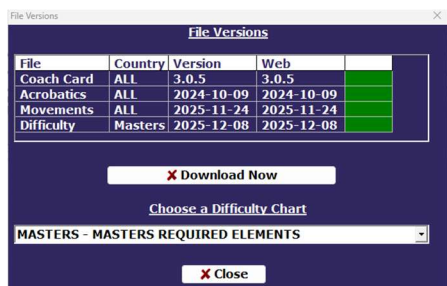 File Versions
File Versions
File Country Version Web
Coach Card ALL 3.0.5 3.0.5
Acrobatics ALL 2024-10-09 2024-10-09
Movements ALL 2025-11-24 2025-11-24
Difficulty Masters 2025-12-08 2025-12-08
✘ Download Now
Choose a Difficulty Chart
MASTERS - MASTERS REQUIRED ELEMENTS
✘ Close